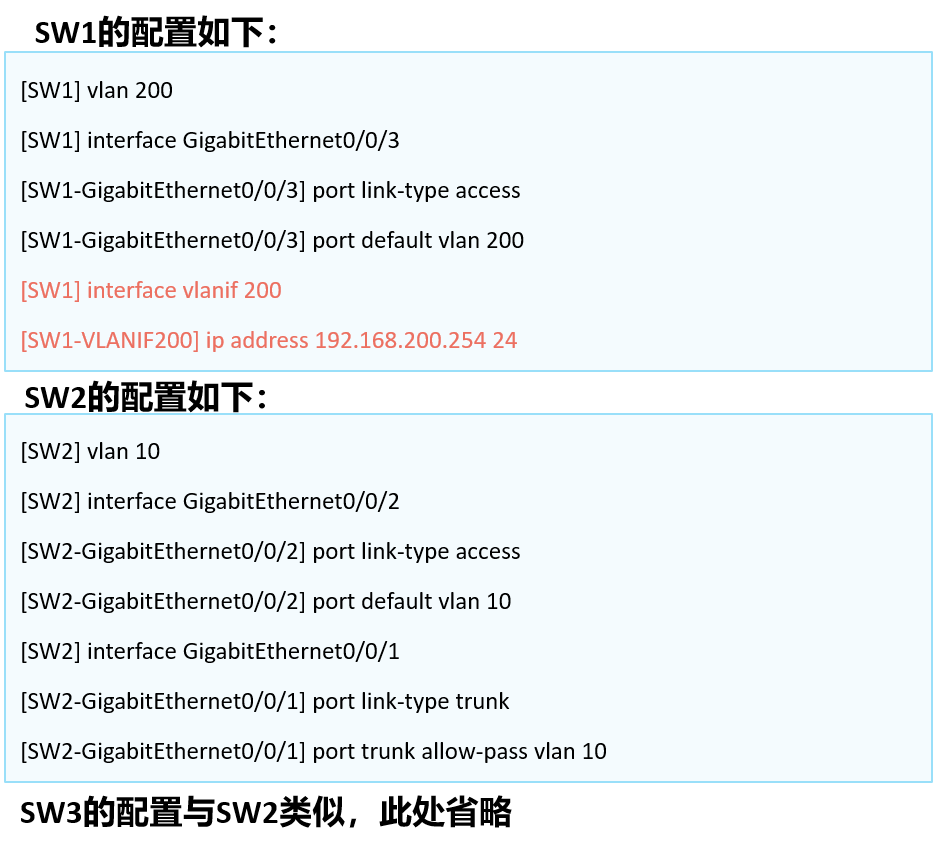 SW1的配置如下：
[SW1] vlan 200
[SW1] interface GigabitEthernet0/0/3
[SW1-GigabitEthernet0/0/3] port link-type access
[SW1-GigabitEthernet0/0/3] port default vlan 200
[SW1] interface vlanif 200
[SW1-VLANIF200] ip address 192.168.200.254 24
SW2的配置如下：
[SW2] vlan 10
[SW2] interface GigabitEthernet0/0/2
[SW2-GigabitEthernet0/0/2] port link-type access
[SW2-GigabitEthernet0/0/2] port default vlan 10
[SW2] interface GigabitEthernet0/0/1
[SW2-GigabitEthernet0/0/1] port link-type trunk
[SW2-GigabitEthernet0/0/1] port trunk allow-pass vlan 10
SW3的配置与SW2类似，此处省略